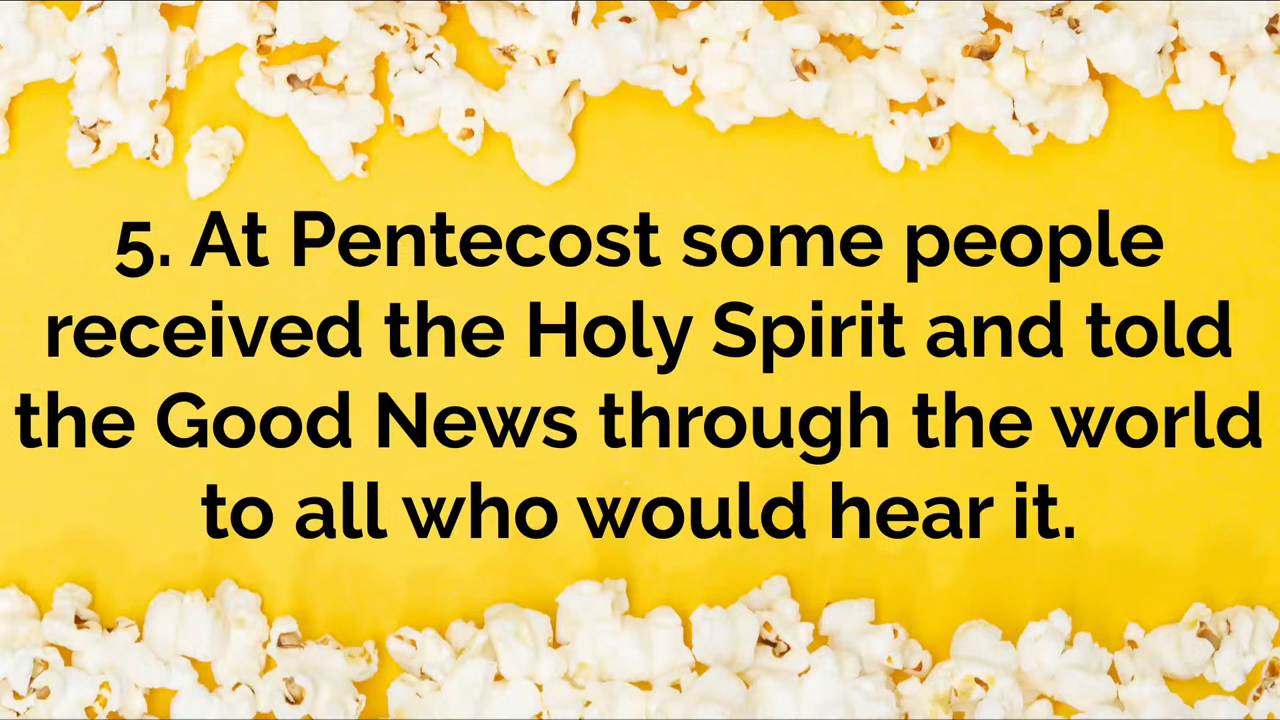 5. At Pentecost some people
received the Holy Spirit and told
the Good News through the world
to all who would hear it.